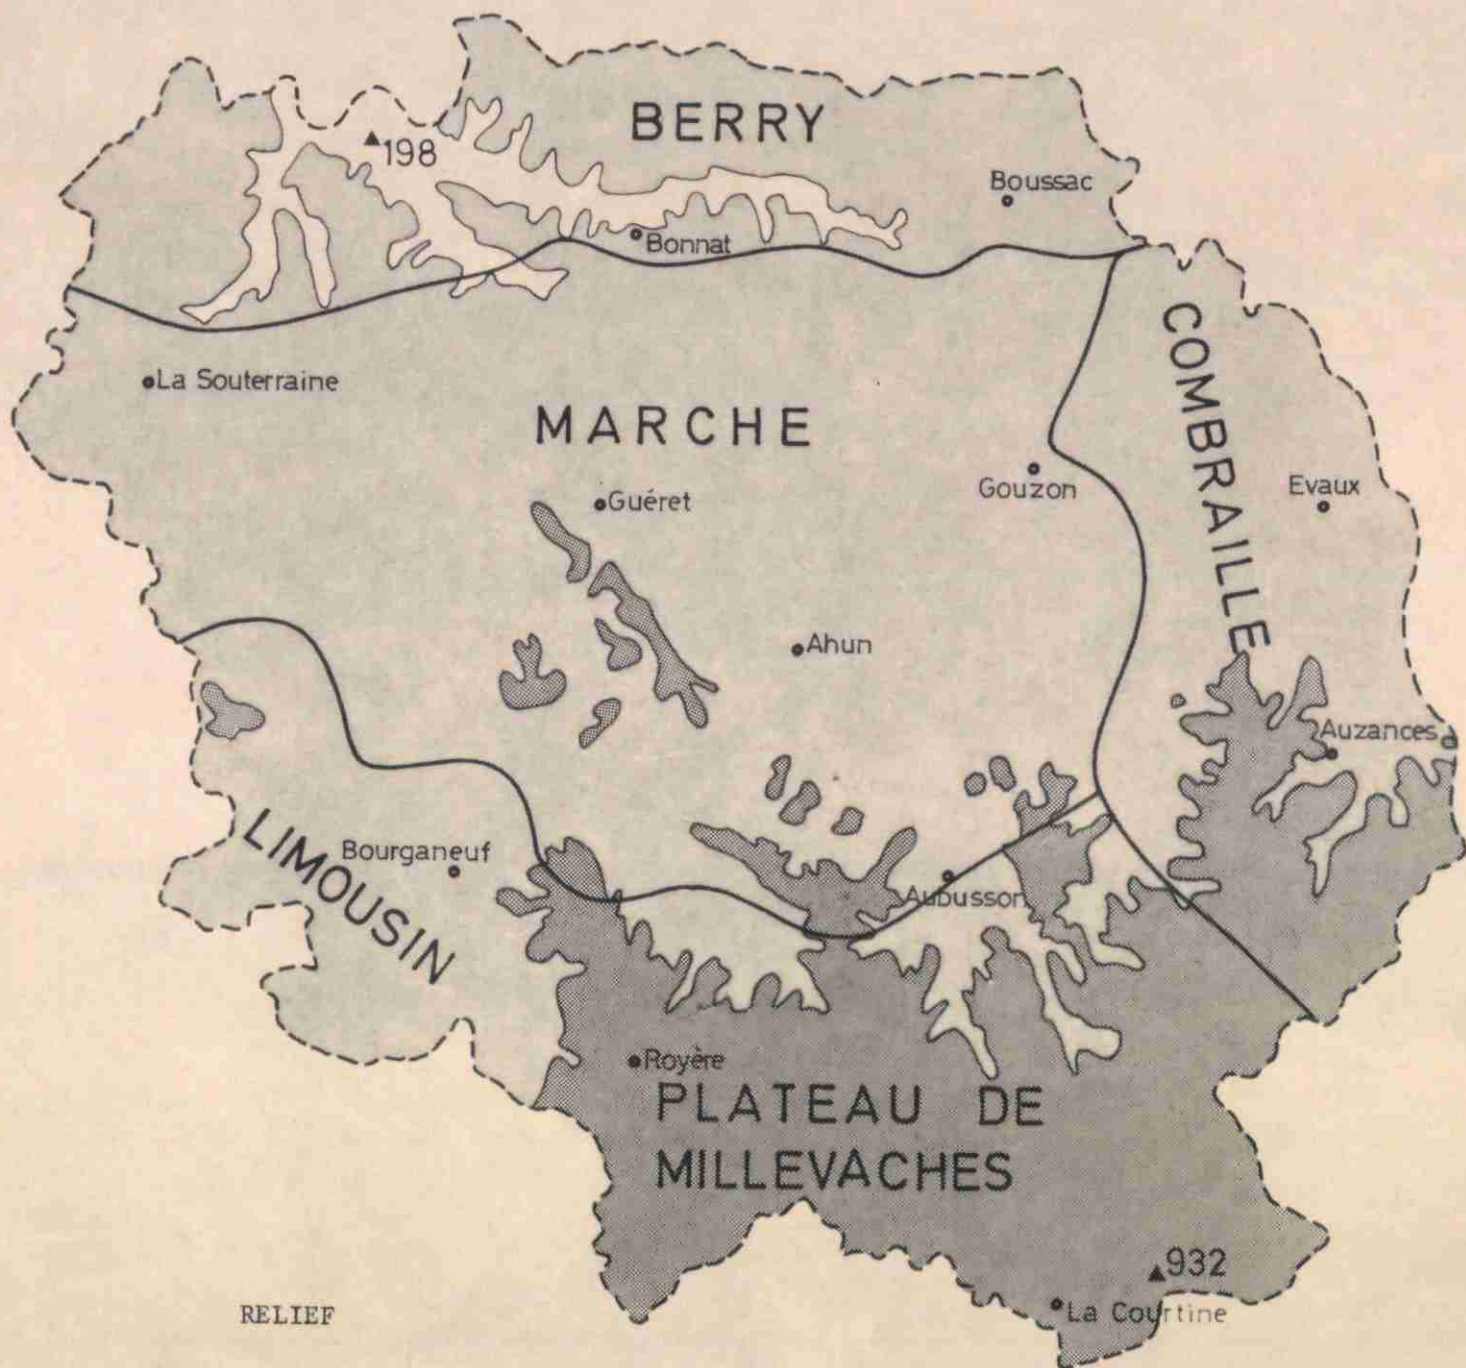 BERRY
198
Boussac
Bonnat
COMBRAILLE
La Souterraine
MARCHE
Gouzon
Evaux
Guéret
Ahun
Auzances
LIMOUSIN
Bourganeuf
Aubusson
Royère
PLATEAU DE
MILLEVACHES
932
La Courtine
RELIEF